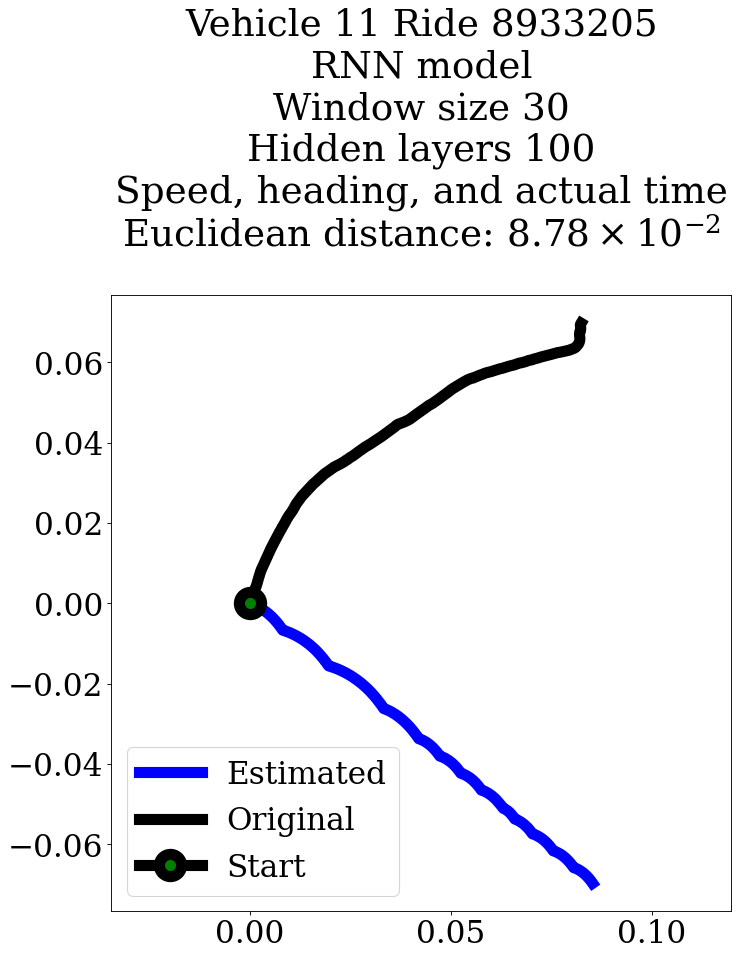 Vehicle 11 Ride 8933205
RNN model
Window size 30
Hidden layers 100
Speed, heading, and actual time
Euclidean distance: 8.78 × 10⁻²
0.06
0.04
0.02
0.00
−0.02
−0.04
−0.06
Estimated
Original
Start
0.00 0.05 0.10